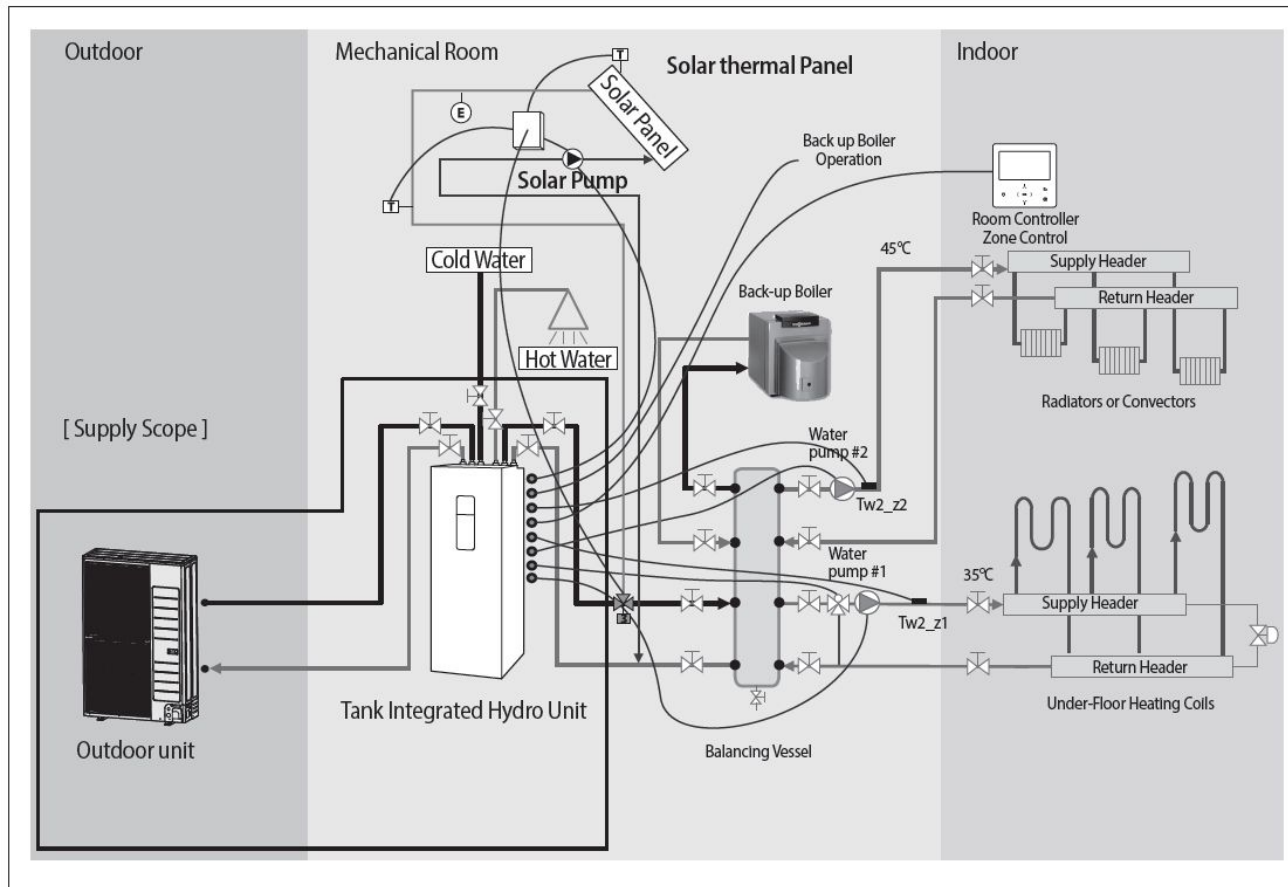 Outdoor
Mechanical Room
Solar thermal Panel
Indoor
T
Solar Panel
E
Back up Boiler
Operation
Solar Pump
T
Room Controller
Zone Control
Cold Water
45℃
Supply Header
Back-up Boiler
Return Header
Hot Water
Radiators or Convectors
[ Supply Scope ]
Water
pump #2
Tw2_z2
Water
pump #1
35℃
Supply Header
Tw2_z1
Return Header
Tank Integrated Hydro Unit
Under-Floor Heating Coils
Outdoor unit
Balancing Vessel